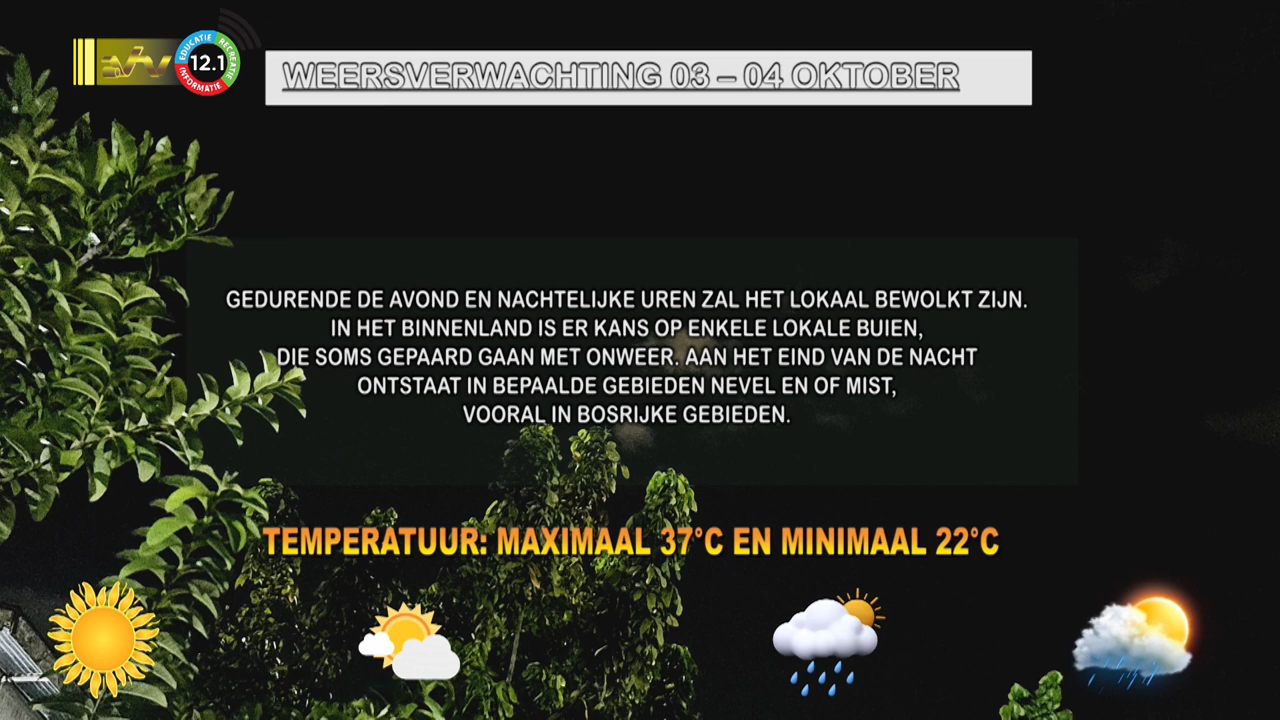 EDUCATIE
RECREATIE
INFORMATIE
12.1
WEERSVERWACHTING 03 – 04 OKTOBER
GEDURENDE DE AVOND EN NACHTELIJKE UREN ZAL HET LOKAAL BEWOLKT ZIJN.
IN HET BINNENLAND IS ER KANS OP ENKELE LOKALE BUIEN,
DIE SOMS GEPAARD GAAN MET ONWEER. AAN HET EIND VAN DE NACHT
ONTSTAAT IN BEPAALDE GEBIEDEN NEVEL EN OF MIST,
VOORAL IN BOSRIJKE GEBIEDEN.
TEMPERATUUR: MAXIMAAL 37°C EN MINIMAAL 22°C